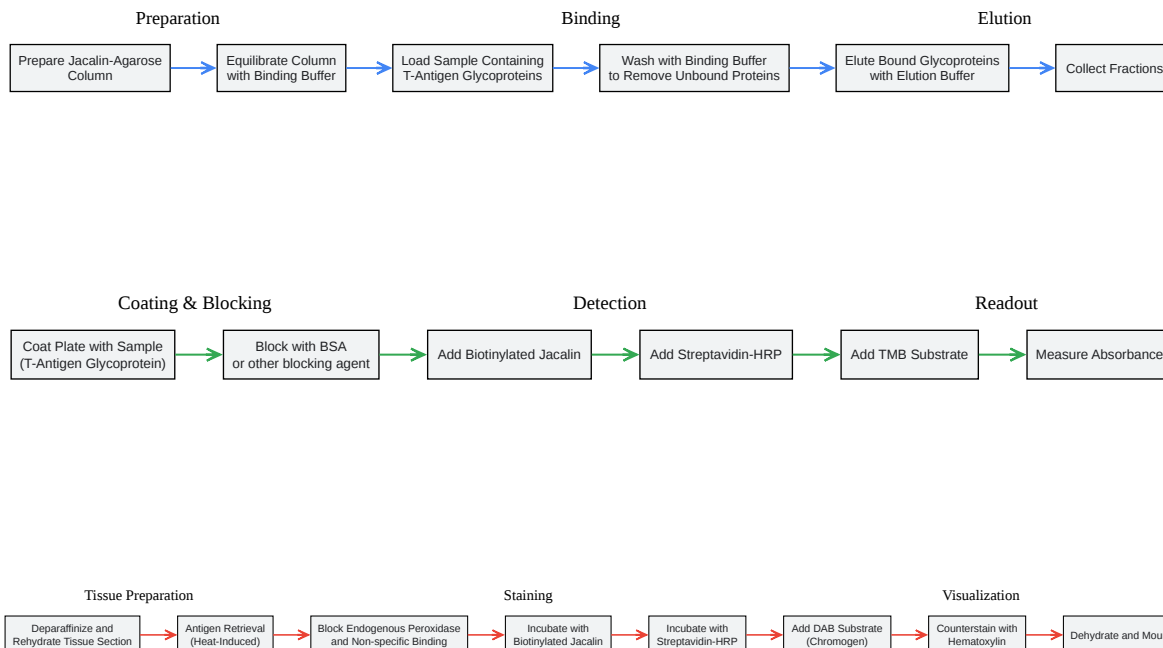 Preparation
Binding
Elution
Prepare Jacalin-Agarose
Column
Equilibrate Column
with Binding Buffer
Load Sample Containing
T-Antigen Glycoproteins
Wash with Binding Buffer
to Remove Unbound Proteins
Elute Bound Glycoproteins
with Elution Buffer
Collect Fractions
Coating & Blocking
Detection
Readout
Coat Plate with Sample
(T-Antigen Glycoprotein)
Block with BSA
or other blocking agent
Add Biotinylated Jacalin
Add Streptavidin-HRP
Add TMB Substrate
Measure Absorbance
Tissue Preparation
Staining
Visualization
Deparaffinize and
Rehydrate Tissue Section
Antigen Retrieval
(Heat-Induced)
Block Endogenous Peroxidase
and Non-specific Binding
Incubate with
Biotinylated Jacalin
Incubate with
Streptavidin-HRP
Add DAB Substrate
(Chromogen)
Counterstain with
Hematoxylin
Dehydrate and